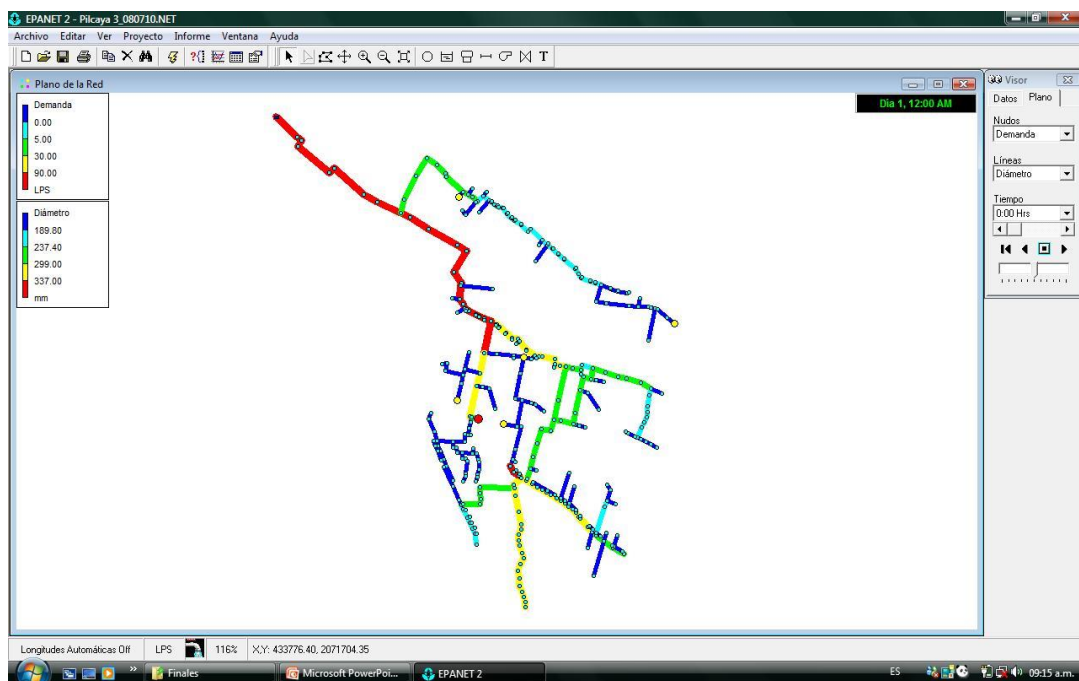 EPANET 2 - Pilcaya 3_080710.NET
Archivo Editar Ver Proyecto Informe Ventana Ayuda
T
Plano de la Red
Día 1, 12:00 AM
Demanda
0.00
5.00
30.00
90.00
LPS
Diámetro
189.80
237.40
299.00
337.00
mm
Visor
Datos Plano
Nudos
Demanda
Líneas
Diámetro
Tiempo
0:00 Hrs
Longitudes Automáticas Off LPS 116% X,Y: 433776.40, 2071704.35
Finales Microsoft PowerPoi... EPANET 2 ES 09:15 a.m.